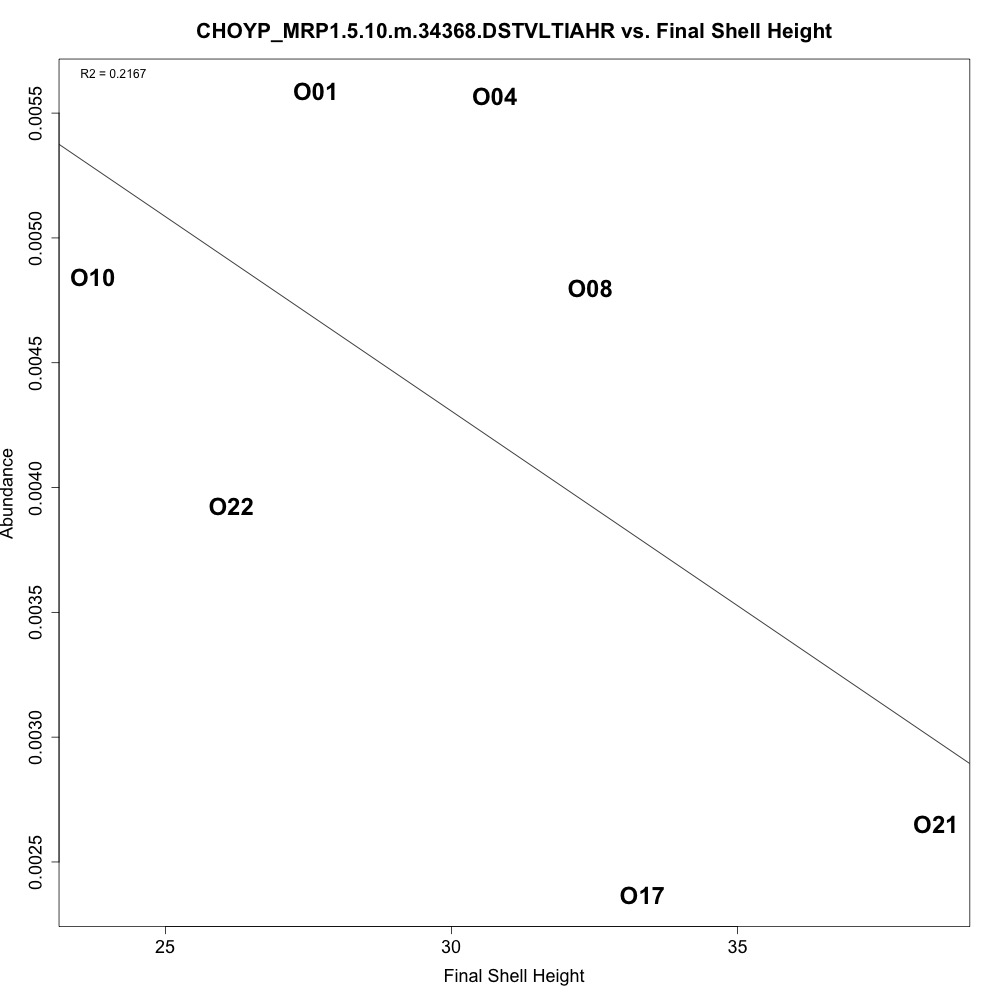 CHOYP_MRP1.5.10.m.34368.DSTVLTIAHR vs. Final Shell Height
R2 = 0.2167
O01
O04
O10
O08
O22
O21
O17
0.0055
0.0050
0.0045
0.0040
0.0035
0.0030
0.0025
Abundance
25 30 35
Final Shell Height